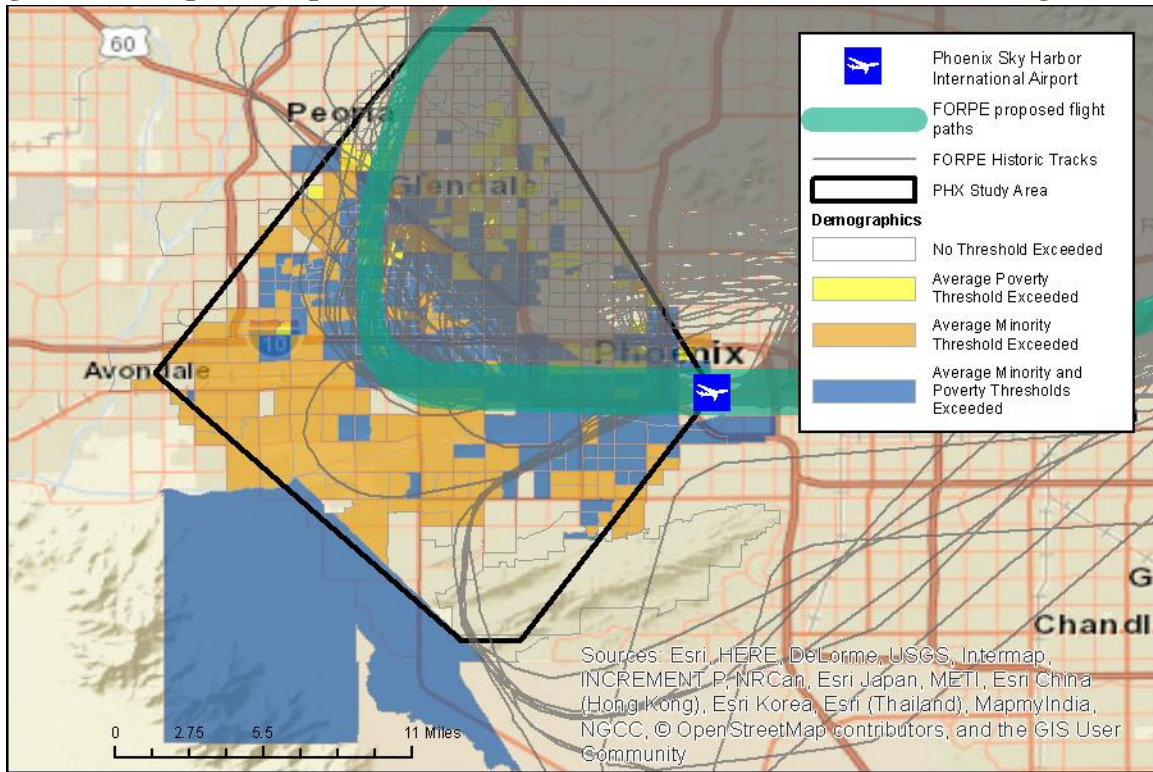 60
Peoria
Glendale
10
Avondale
Phoenix
Chandl
G
R
Phoenix Sky Harbor
International Airport
FORPE proposed flight
paths
FORPE Historic Tracks
PHX Study Area
Demographics
No Threshold Exceeded
Average Poverty
Threshold Exceeded
Average Minority
Threshold Exceeded
Average Minority and
Poverty Thresholds
Exceeded
Sources: Esri, HERE, DeLorme, USGS, Intermap,
INCREMENT P, NRCan, Esri Japan, METI, Esri China
(Hong Kong), Esri Korea, Esri (Thailand), MapmyIndia,
NGCC, © OpenStreetMap contributors, and the GIS User
Community
0 2.75 5.5 11 Miles